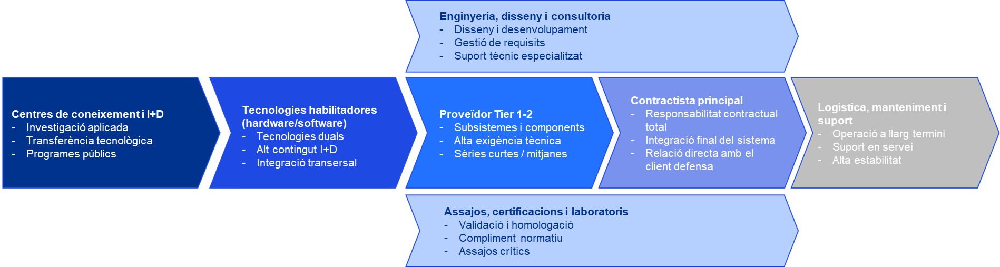 Enginyeria, disseny i consultoria
- Disseny i desenvolupament
- Gestió de requisits
- Suport tècnic especialitzat
Centres de coneixement i I+D
- Investigació aplicada
- Transferència tecnològica
- Programes públics
Tecnologies habilitadores
(hardware/software)
- Tecnologies duals
- Alt contingut I+D
- Integració transersal
Proveïdor Tier 1-2
- Subsistemes i components
- Alta exigència tècnica
- Sèries curtes / mitjanes
Contractista principal
- Responsabilitat contractual
total
- Integració final del sistema
- Relació directa amb el
client defensa
Logística, manteniment i
suport
- Operació a llarg termini
- Suport en servei
- Alta estabilitat
Assajos, certificacions i laboratoris
- Validació i homologació
- Compliment normatiu
- Assajos crítics